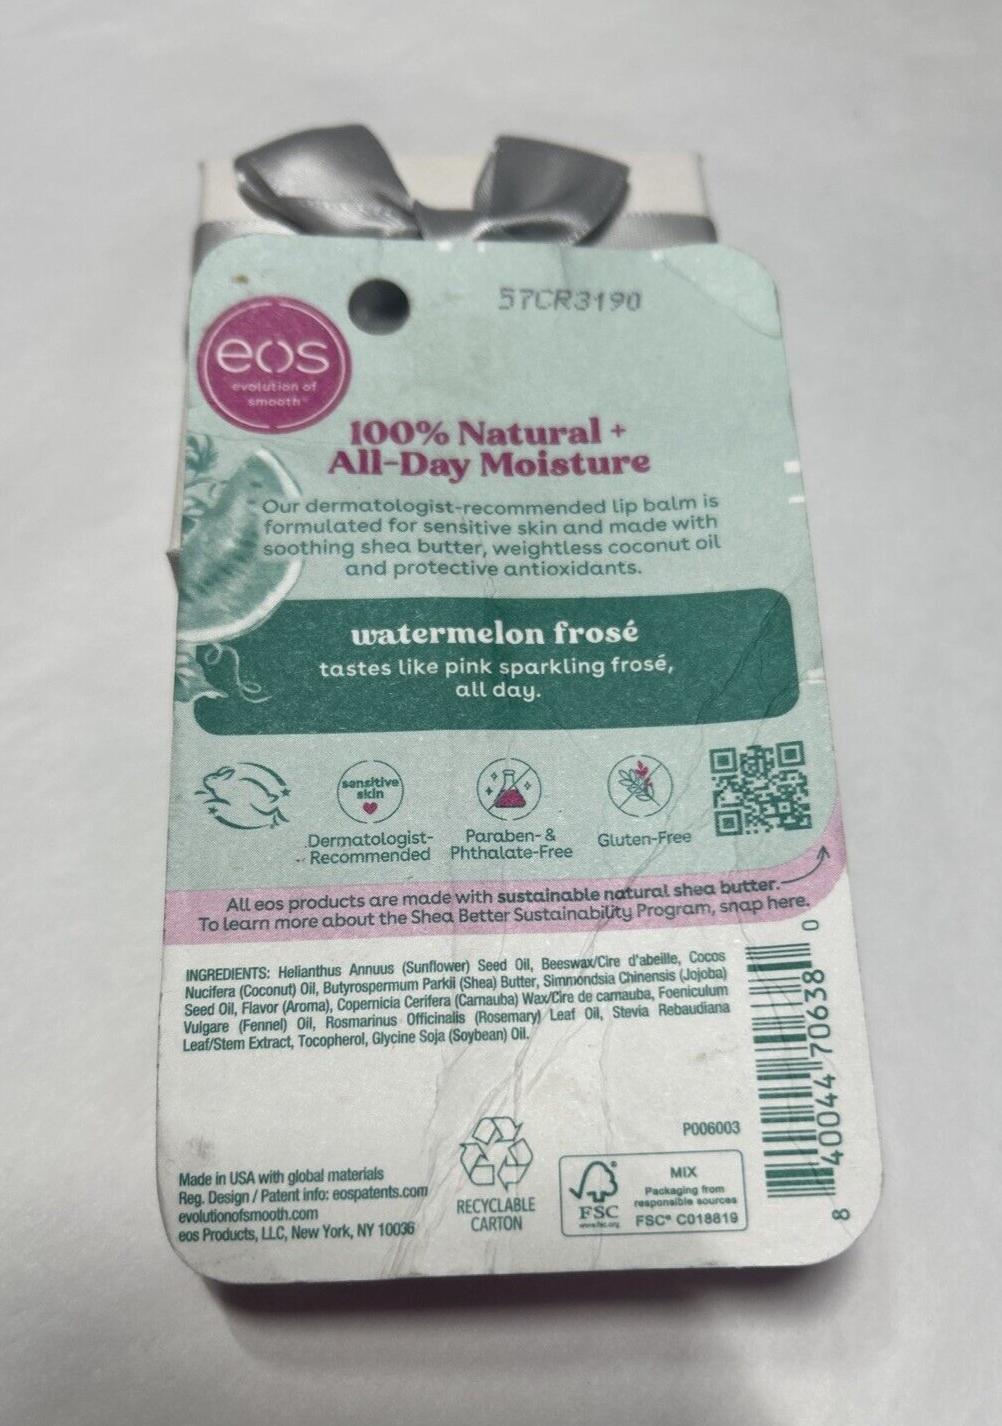 57CR3190
eos
evolution of
smooth®
100% Natural +
All-Day Moisture
Our dermatologist-recommended lip balm is
formulated for sensitive skin and made with
soothing shea butter, weightless coconut oil
and protective antioxidants.
watermelon frosé
tastes like pink sparkling frosé,
all day.
sensitive
skin
Dermatologist-
Recommended
Paraben- &
Phthalate-Free
Gluten-Free
All eos products are made with sustainable natural shea butter.
To learn more about the Shea Better Sustainability Program, snap here.
INGREDIENTS: Helianthus Annuus (Sunflower) Seed Oil, Beeswax/Cire d'abeille, Cocos
Nucifera (Coconut) Oil, Butyrospermum Parkii (Shea) Butter, Simmondsia Chinensis (Jojoba)
Seed Oil, Flavor (Aroma), Copernicia Cerifera (Carnauba) Wax/Cire de carnauba, Foeniculum
Vulgare (Fennel) Oil, Rosmarinus Officinalis (Rosemary) Leaf Oil, Stevia Rebaudiana
Leaf/Stem Extract, Tocopherol, Glycine Soja (Soybean) Oil.
8 40044 70638 0
P006003
Made in USA with global materials
Reg. Design / Patent info: eospatents.com
evolutionofsmooth.com
eos Products, LLC, New York, NY 10036
RECYCLABLE
CARTON
FSC
www.fsc.org
MIX
Packaging from
responsible sources
FSC® C018819